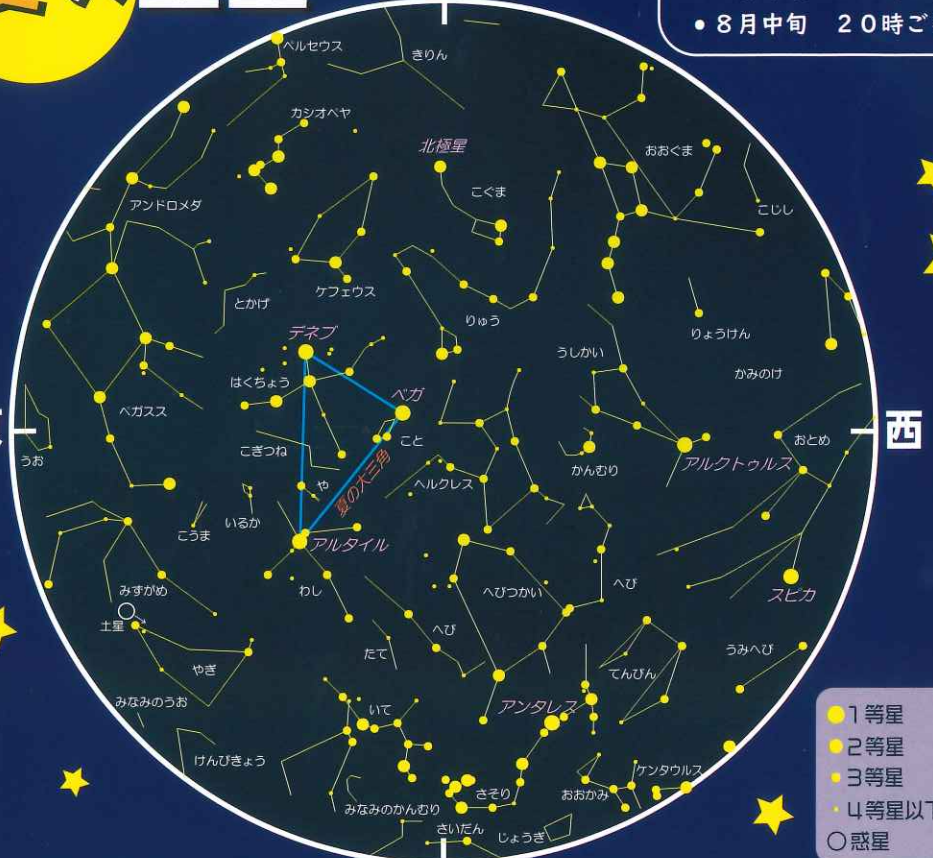 •8月中旬　20時ご
ペルセウス
きりん
カシオペヤ
北極星
おおぐま
こぐま
アンドロメダ
こじし
ケフェウス
とかげ
りゅう
りょうけん
デネブ
うしかい
かみのけ
はくちょう
ベガ
ペガスス
こと
西
おとめ
うお
こぎつね
アルクトゥルス
かんむり
ヘルクレス
や
夏の大三角
いるか
こうま
アルタイル
みずがめ
わし
へびつかい
へび
スピカ
土星
へび
たて
てんびん
うみへび
やぎ
みなみのうお
いて
アンタレス
けんびきょう
ケンタウルス
みなみのかんむり
さそり
おおかみ
さいだん
じょうぎ
1等星
2等星
3等星
4等星以下
惑星